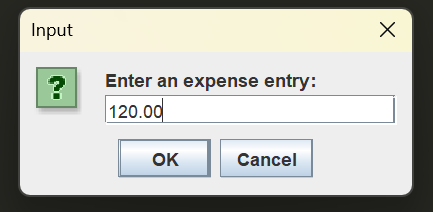 Input
Enter an expense entry:
120.00
OK
Cancel